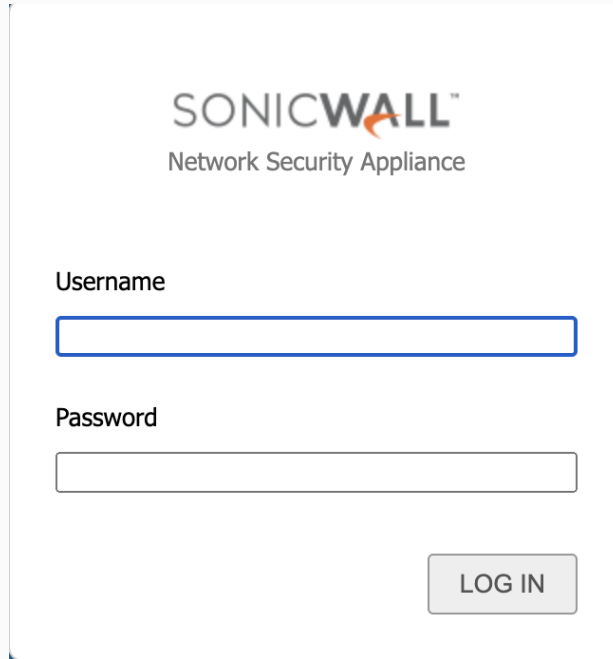 SONICWALL™
Network Security Appliance
Username
Password
LOG IN